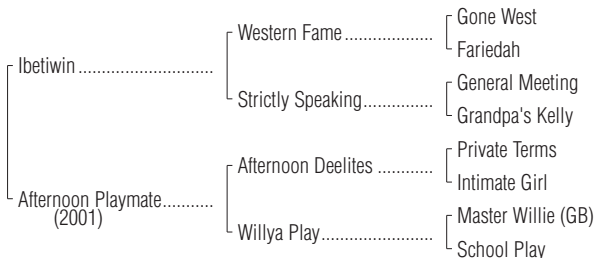 Gone West
Western Fame
Fariedah
Ibetiwin
General Meeting
Strictly Speaking
Grandpa's Kelly
Private Terms
Afternoon Deelites
Intimate Girl
Afternoon Playmate
(2001)
Master Willie (GB)
Willya Play
School Play